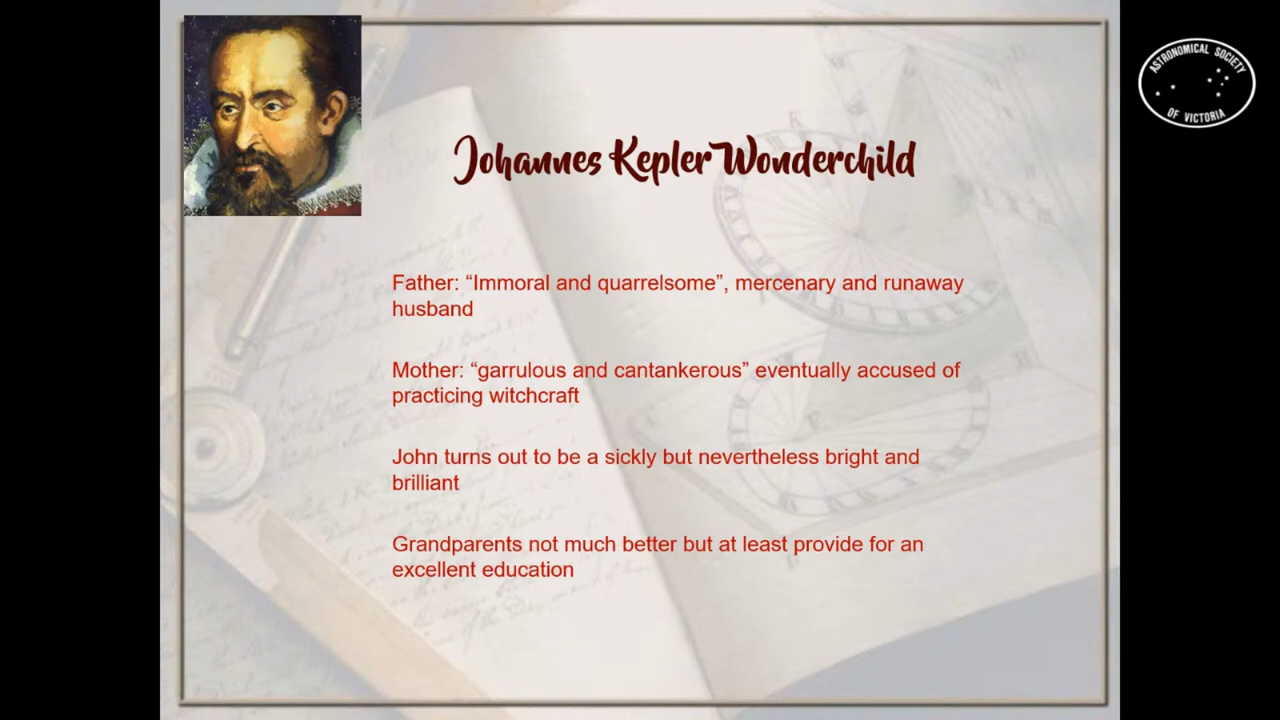 Johannes Kepler Wonderchild
Father: “Immoral and quarrelsome”, mercenary and runaway
husband
Mother: “garrulous and cantankerous” eventually accused of
practicing witchcraft
John turns out to be a sickly but nevertheless bright and
brilliant
Grandparents not much better but at least provide for an
excellent education
ASTRONOMICAL SOCIETY
OF VICTORIA